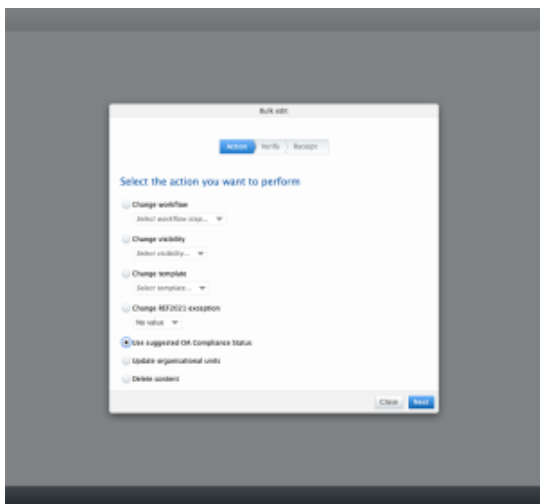 Bulk edit
Action Verify Receipt
Select the action you want to perform
Change workflow
Select workflow step...
Change visibility
Select visibility...
Change template
Select template...
Change REF2021 exception
No value
Use suggested OA Compliance Status
Update organisational units
Delete content
Close Next